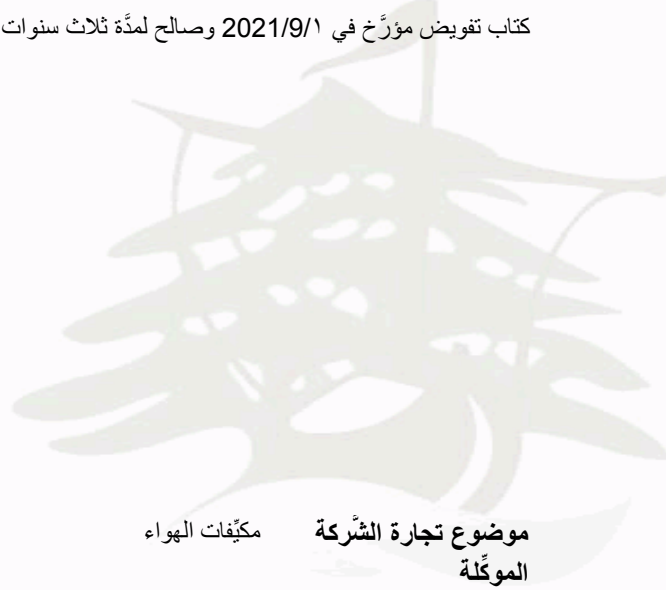 كتاب تفويض مؤرَّخ في ١/9/2021 وصالح لمدَّة ثلاث سنوات
موضوع تجارة الشَّركة مكيِّفات الهواء
الموكِّلة